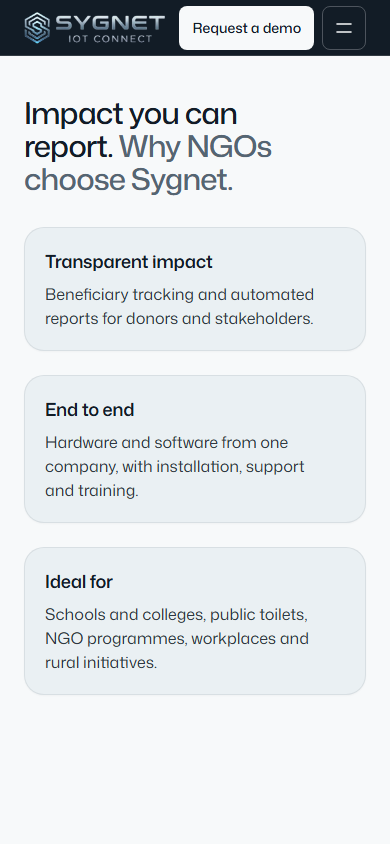 SYGNET
IOT CONNECT
Request a demo
Impact you can
report. Why NGOs
choose Sygnet.
Transparent impact
Beneficiary tracking and automated
reports for donors and stakeholders.
End to end
Hardware and software from one
company, with installation, support
and training.
Ideal for
Schools and colleges, public toilets,
NGO programmes, workplaces and
rural initiatives.